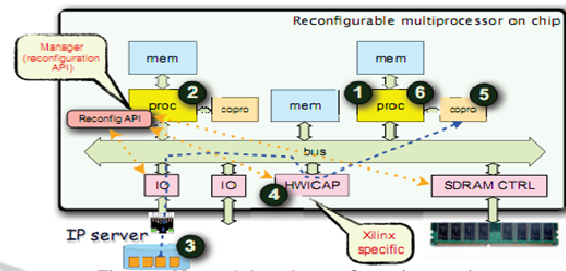 Reconfigurable multiprocessor on chip
Manager
(reconfiguration
API)
mem
mem
2
1
6
5
proc
copro
mem
proc
copro
Reconfig API
bus
IO
IO
4
HWICAP
SDRAM CTRL
IP server
3
Xilinx
specific